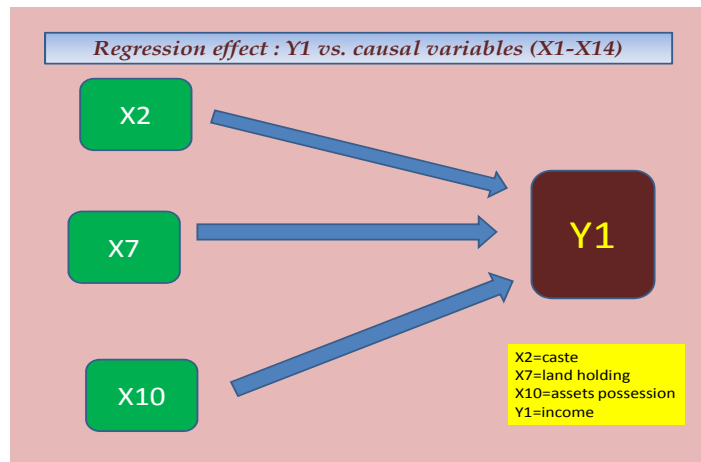 Regression effect : Y1 vs. causal variables (X1-X14)
X2
X7
Y1
X10
X2=caste
X7=land holding
X10=assets possession
Y1=income